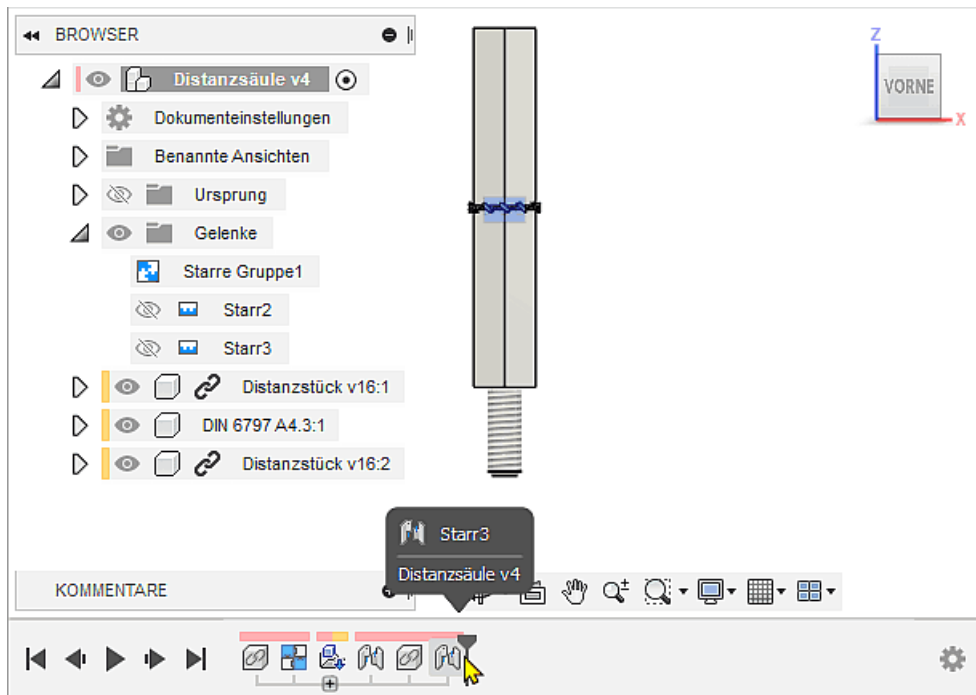 BROWSER
Distanzsäule v4
Dokumenteinstellungen
Benannte Ansichten
Ursprung
Gelenke
Starre Gruppe1
Starr2
Starr3
Distanzstück v16:1
DIN 6797 A4.3:1
Distanzstück v16:2
Z
VORNE
X
Starr3
Distanzsäule v4
KOMMENTARE